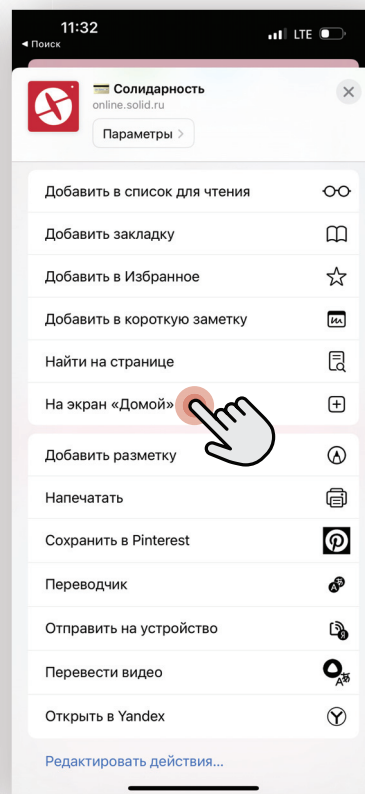 11:32
LTE
◀ Поиск
Солидарность
online.solid.ru
Параметры >
Добавить в список для чтения
Добавить закладку
Добавить в Избранное
Добавить в короткую заметку
Найти на странице
На экран «Домой»
Добавить разметку
Напечатать
Сохранить в Pinterest
Переводчик
Отправить на устройство
Перевести видео
Открыть в Yandex
Редактировать действия...